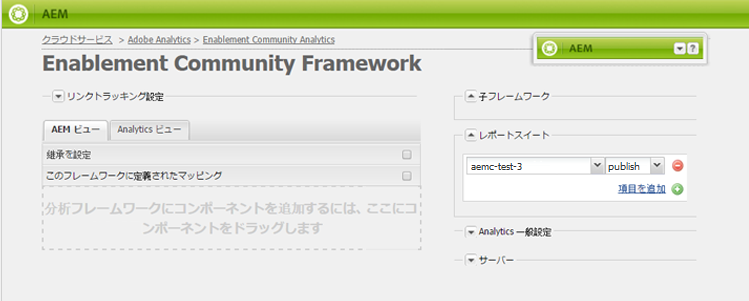 AEM
クラウドサービス > Adobe Analytics > Enablement Community Analytics
AEM
?
Enablement Community Framework
リンクトラッキング設定
子フレームワーク
AEM ビュー
Analytics ビュー
レポートスイート
継承を設定
aemc-test-3
publish
このフレームワークに定義されたマッピング
項目を追加
分析フレームワークにコンポーネントを追加するには、ここにコ
ンポーネントをドラッグします
Analytics 一般設定
サーバー